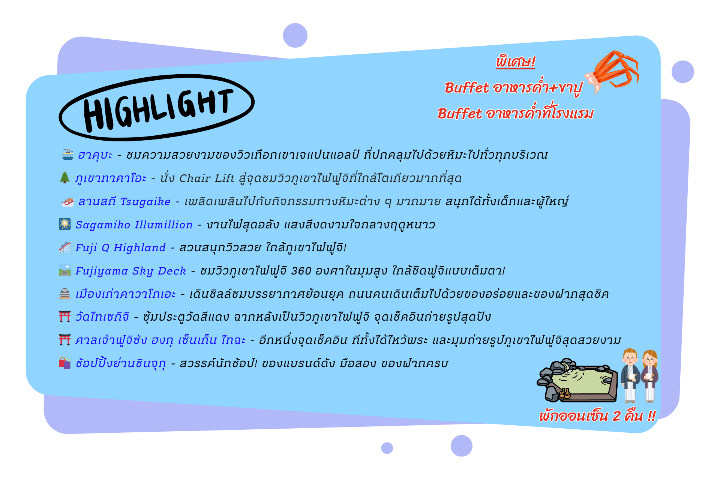 พิเศษ!
Buffet อาหารค่ำ+ขาปู
Buffet อาหารค่ำที่โรงแรม
HIGHLIGHT
ฮาคุบะ - ชมความสวยงามของวิวเทือกเขาเจแปนแอลป์ ที่ปกคลุมไปด้วยหิมะไปทั่วทุกบริเวณ
ภูเขาทาคาโอะ - นั่ง Chair Lift สู่จุดชมวิวภูเขาไฟฟูจิที่ใกล้โตเกียวมากที่สุด
ลานสกี Tsugaike - เพลิดเพลินไปกับกิจกรรมทางหิมะต่าง ๆ มากมาย สนุกได้ทั้งเด็กและผู้ใหญ่
Sagamiko Illumillion - งานไฟสุดอลัง แสงสีงดงามใจกลางฤดูหนาว
Fuji Q Highland - สวนสนุกวิวสวย ใกล้ภูเขาไฟฟูจิ!
Fujiyama Sky Deck - ชมวิวภูเขาไฟฟูจิ 360 องศาในมุมสูง ใกล้ชิดฟูจิแบบเต็มตา!
เมืองเก่าคาวาโกเอะ - เดินชิลล์ชมบรรยากาศย้อนยุค ถนนคนเดินเต็มไปด้วยของอร่อยและของฝากสุดชิค
วัดไทเซกิจิ - ซุ้มประตูวัดสีแดง ฉากหลังเป็นวิวภูเขาไฟฟูจิ จุดเช็คอินถ่ายรูปสุดปัง
ศาลเจ้าฟูจิซัง ฮงกุ เซ็นเก็น ไทฉะ - อีกหนึ่งจุดเช็คอิน ที่ทั้งได้ไหว้พระ และมุมถ่ายรูปภูเขาไฟฟูจิสุดสวยงาม
ช้อปปิ้งย่านชินจุกุ - สวรรค์นักช้อป! ของแบรนด์ดัง มือสอง ของฝากครบ
พักออนเซ็น 2 คืน !!